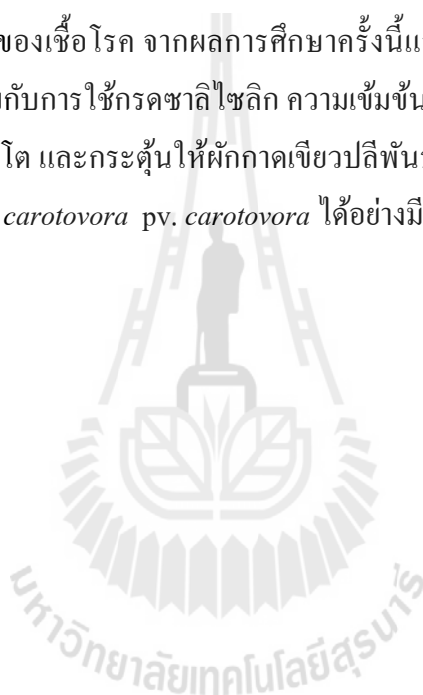 ของเชื้อโรค จากผลการศึกษาครั้งนี้แ
กับการใช้กรดซาลิไซลิก ความเข้มข้น
โต และกระตุ้นให้ผักกาดเขียวปลีพันธ
carotovora pv. carotovora ได้อย่างมี
มหาวิทยาลัยเทคโนโลยีสุรนารี